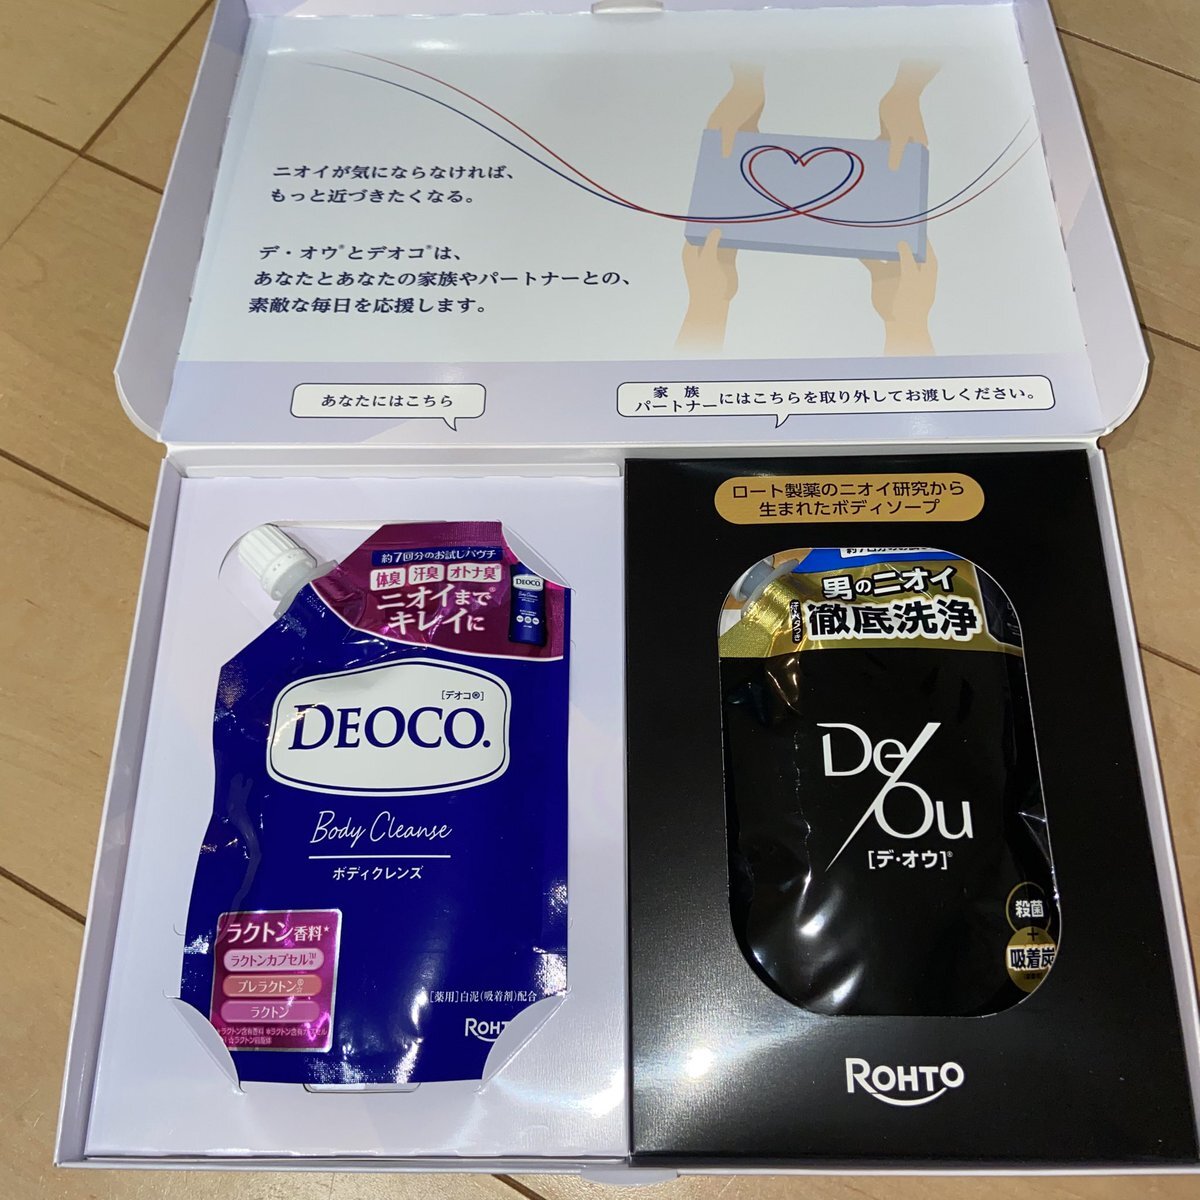 ニオイが気にならなければ、
もっと近づきたくなる。
デ・オウ®とデオコ®は、
あなたとあなたの家族やパートナーとの、
素敵な毎日を応援します。
あなたにはこちら
家族
パートナー にはこちらを取り外してお渡しください。
約7回分のお試しパウチ
体臭 汗臭 オトナ臭
ニオイまで
キレイに
DEOCO.
[デオコ®]
DEOCO.
Body Cleanse
ボディクレンズ
ラクトン香料*
ラクトンカプセル™
プレラクトン
ラクトン
[薬用]白泥(吸着剤)配合
ROHTO
ロート製薬のニオイ研究から
生まれたボディソープ
男のニオイ
徹底洗浄
De/Ou
[デ・オウ]®
殺菌
+
吸着炭
ROHTO